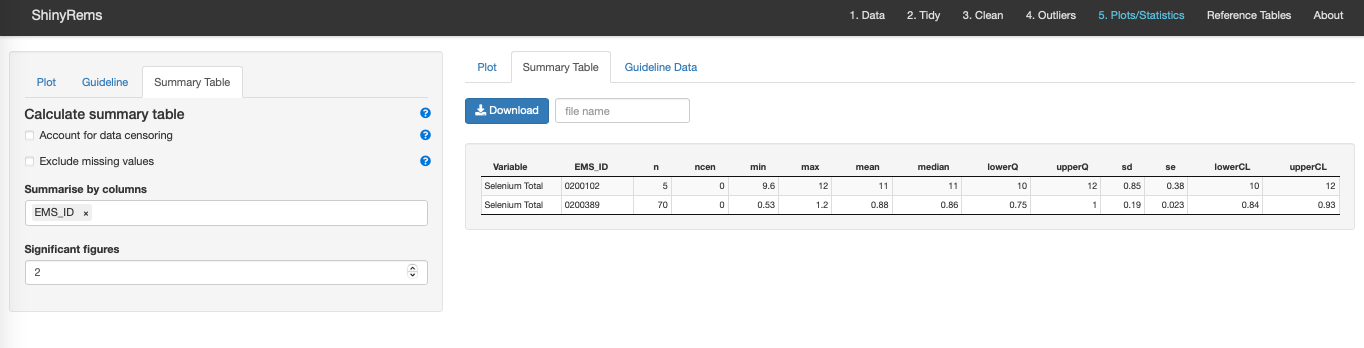 ShinyRems 1. Data 2. Tidy 3. Clean 4. Outliers 5. Plots/Statistics Reference Tables About
Plot Guideline Summary Table
Calculate summary table ?
Account for data censoring ?
Exclude missing values ?
Summarise by columns
EMS_ID ×
Significant figures
2
Plot Summary Table Guideline Data
Download file name
Variable EMS_ID n ncen min max mean median lowerQ upperQ sd se lowerCL upperCL
Selenium Total 0200102 5 0 9.6 12 11 11 10 12 0.85 0.38 10 12
Selenium Total 0200389 70 0 0.53 1.2 0.88 0.86 0.75 1 0.19 0.023 0.84 0.93